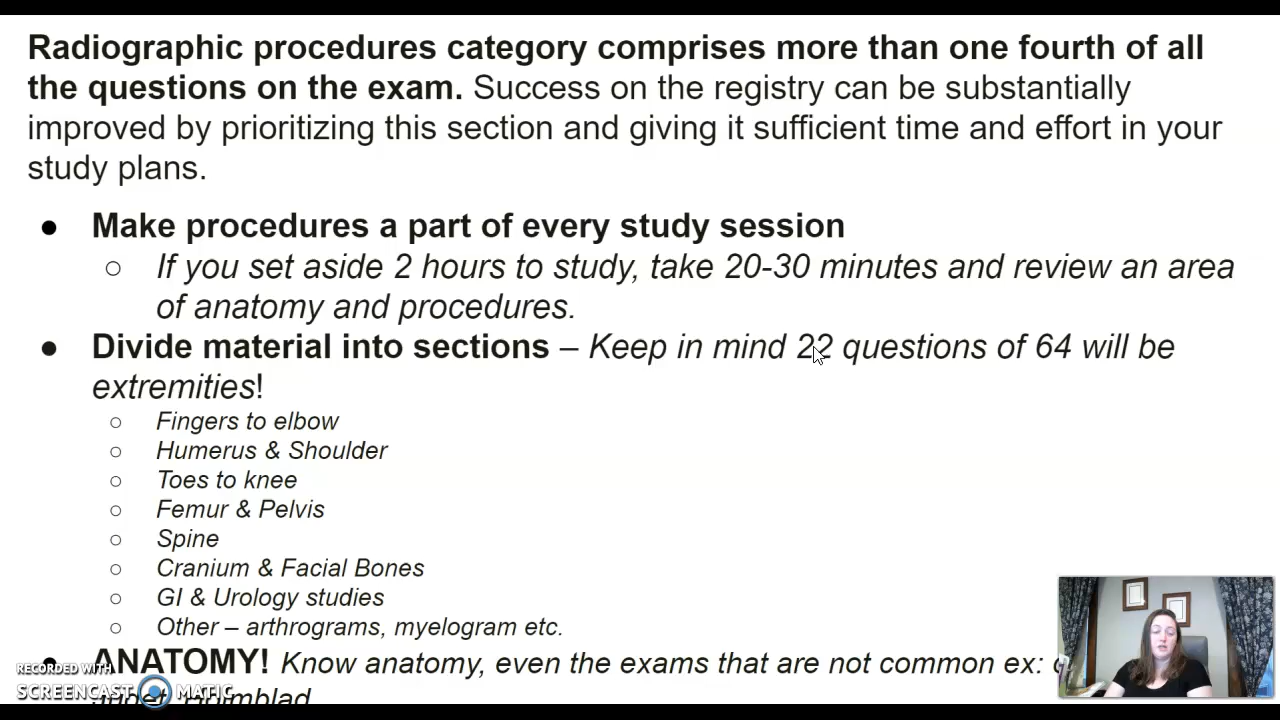 Radiographic procedures category comprises more than one fourth of all
the questions on the exam. Success on the registry can be substantially
improved by prioritizing this section and giving it sufficient time and effort in your
study plans.
● Make procedures a part of every study session
○ If you set aside 2 hours to study, take 20-30 minutes and review an area
of anatomy and procedures.
● Divide material into sections – Keep in mind 22 questions of 64 will be
extremities!
○ Fingers to elbow
○ Humerus & Shoulder
○ Toes to knee
○ Femur & Pelvis
○ Spine
○ Cranium & Facial Bones
○ GI & Urology studies
○ Other – arthrograms, myelogram etc.
● ANATOMY! Know anatomy, even the exams that are not common ex:
Holmblad
RECORDED WITH
SCREENCAST MATIC